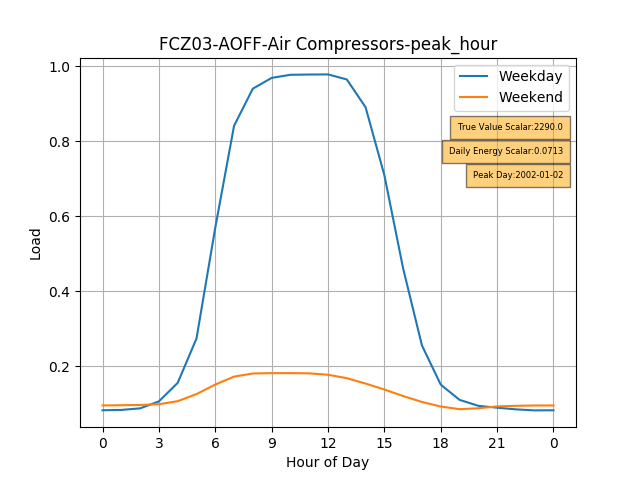 FCZ03-AOFF-Air Compressors-peak_hour
1.0
0.8
0.6
0.4
0.2
Load
Weekday
Weekend
True Value Scalar:2290.0
Daily Energy Scalar:0.0713
Peak Day:2002-01-02
0 3 6 9 12 15 18 21 0
Hour of Day